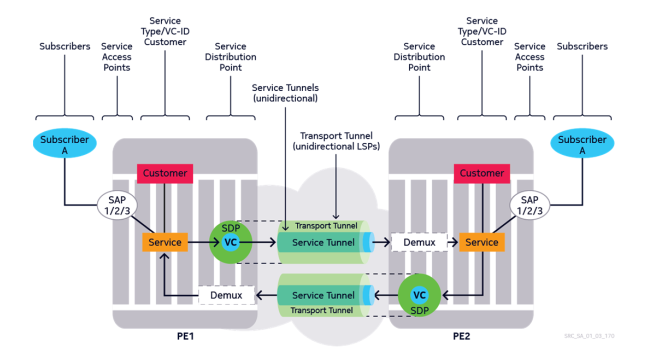 Subscribers
Service
Access
Points
Service
Type/VC-ID
Customer
Service
Distribution
Point
Service Tunnels
(unidirectional)
Transport Tunnel
(unidirectional LSPs)
Service
Distribution
Point
Service
Type/VC-ID
Customer
Service
Access
Points
Subscribers
Subscriber
A
Subscriber
A
Customer
Customer
SAP
1/2/3
SAP
1/2/3
Service
SDP
VC
Transport Tunnel
Service Tunnel
Demux
Service
Demux
Service Tunnel
Transport Tunnel
VC
SDP
PE1
PE2